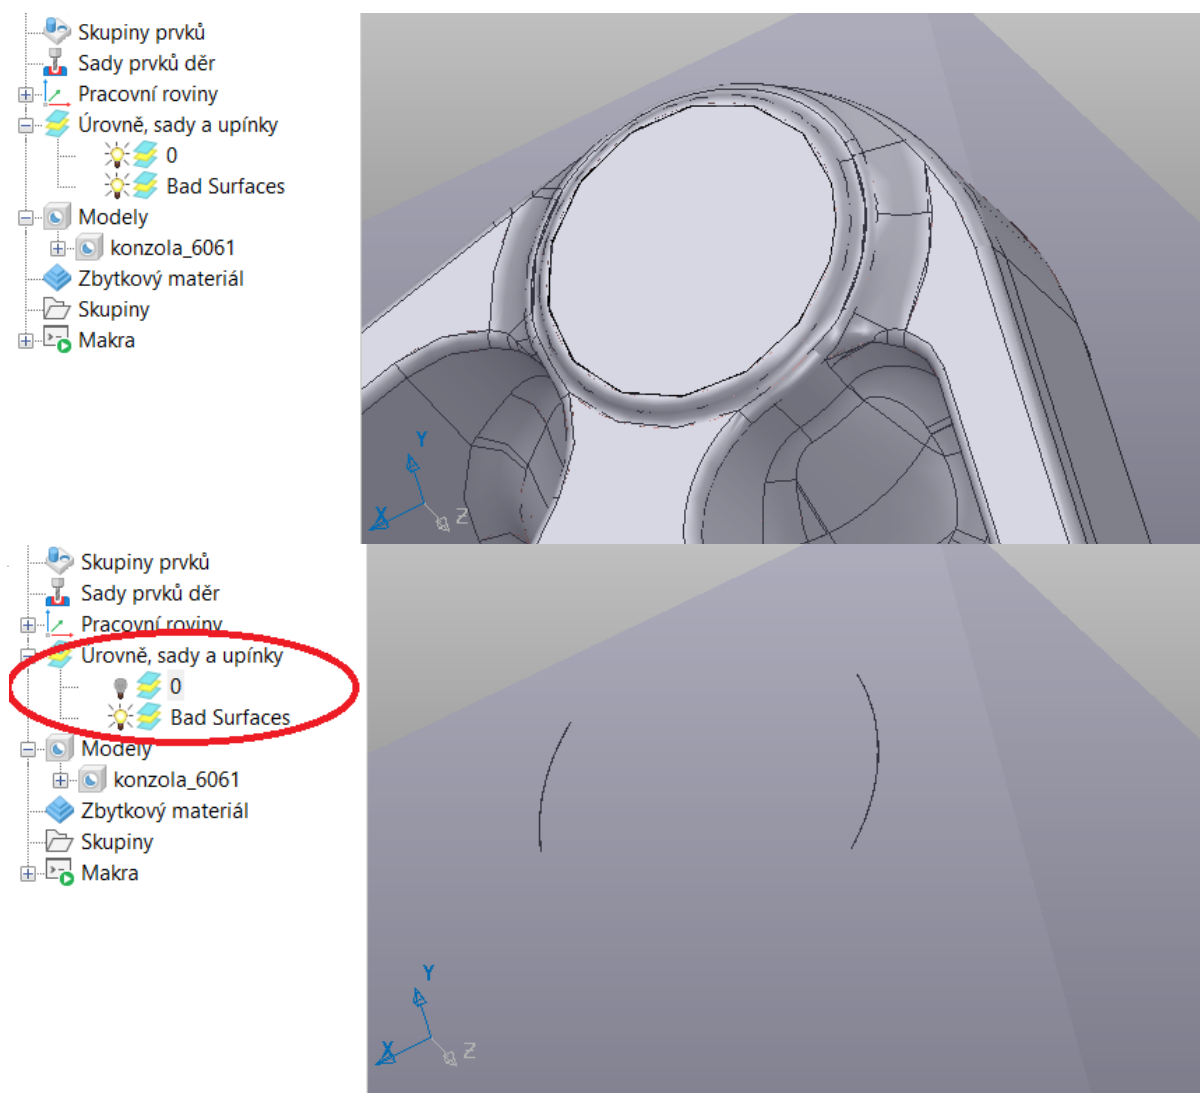 Skupiny prvků
Sady prvků děr
Pracovní roviny
Úrovně, sady a upínky
0
Bad Surfaces
Modely
konzola_6061
Zbytkový materiál
Skupiny
Makra
Y
X
Z
Skupiny prvků
Sady prvků děr
Pracovní roviny
Úrovně, sady a upínky
0
Bad Surfaces
Modely
konzola_6061
Zbytkový materiál
Skupiny
Makra
Y
X
Z